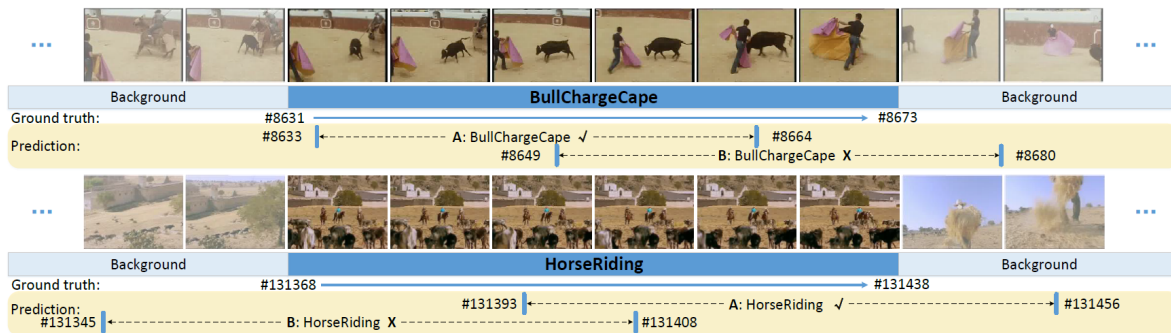 ...
...
Background
BullChargeCape
Background
Ground truth:
#8631
#8673
Prediction:
#8633
A: BullChargeCape √
#8664
#8649
B: BullChargeCape X
#8680
...
...
Background
HorseRiding
Background
Ground truth:
#131368
#131438
Prediction:
#131393
A: HorseRiding √
#131456
#131345
B: HorseRiding X
#131408